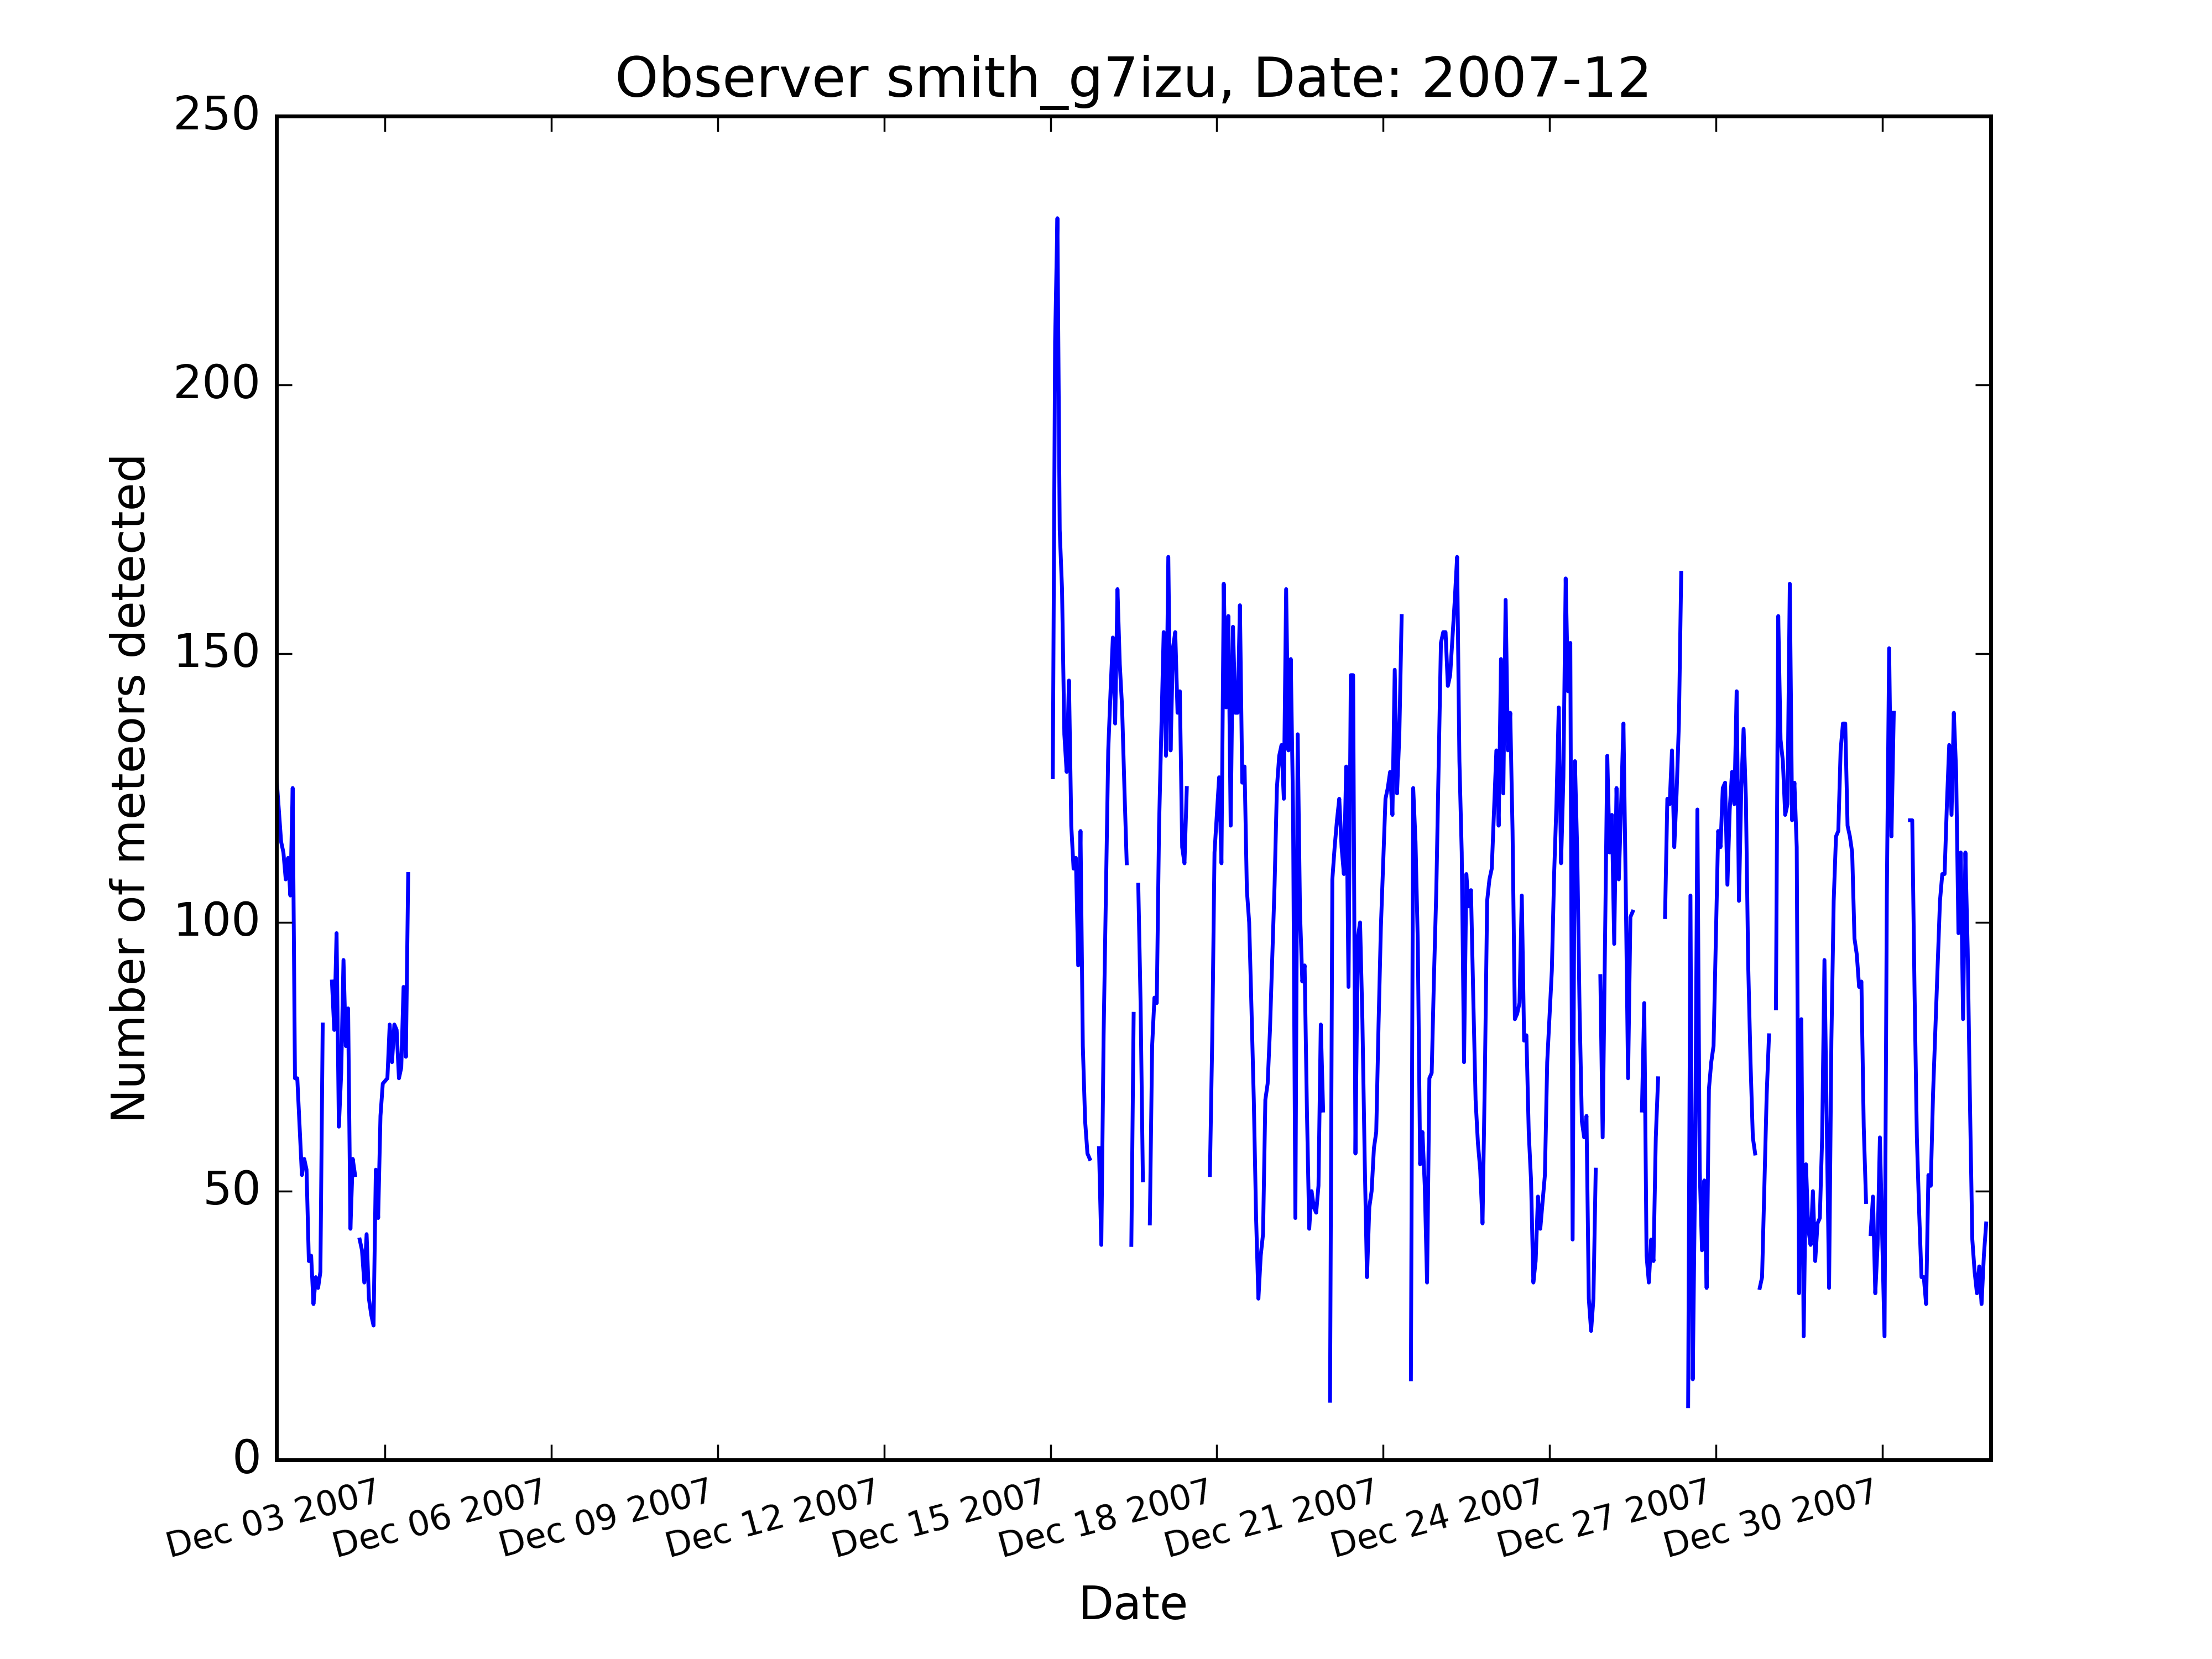 Observer smith_g7izu, Date: 2007-12
250
200
150
100
50
0
Number of meteors detected
Dec 03 2007
Dec 06 2007
Dec 09 2007
Dec 12 2007
Dec 15 2007
Dec 18 2007
Dec 21 2007
Dec 24 2007
Dec 27 2007
Dec 30 2007
Date